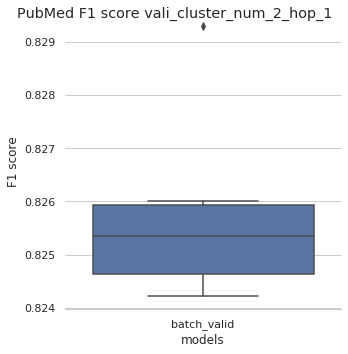 PubMed F1 score vali_cluster_num_2_hop_1
0.829
0.828
0.827
0.826
0.825
0.824
F1 score
batch_valid
models